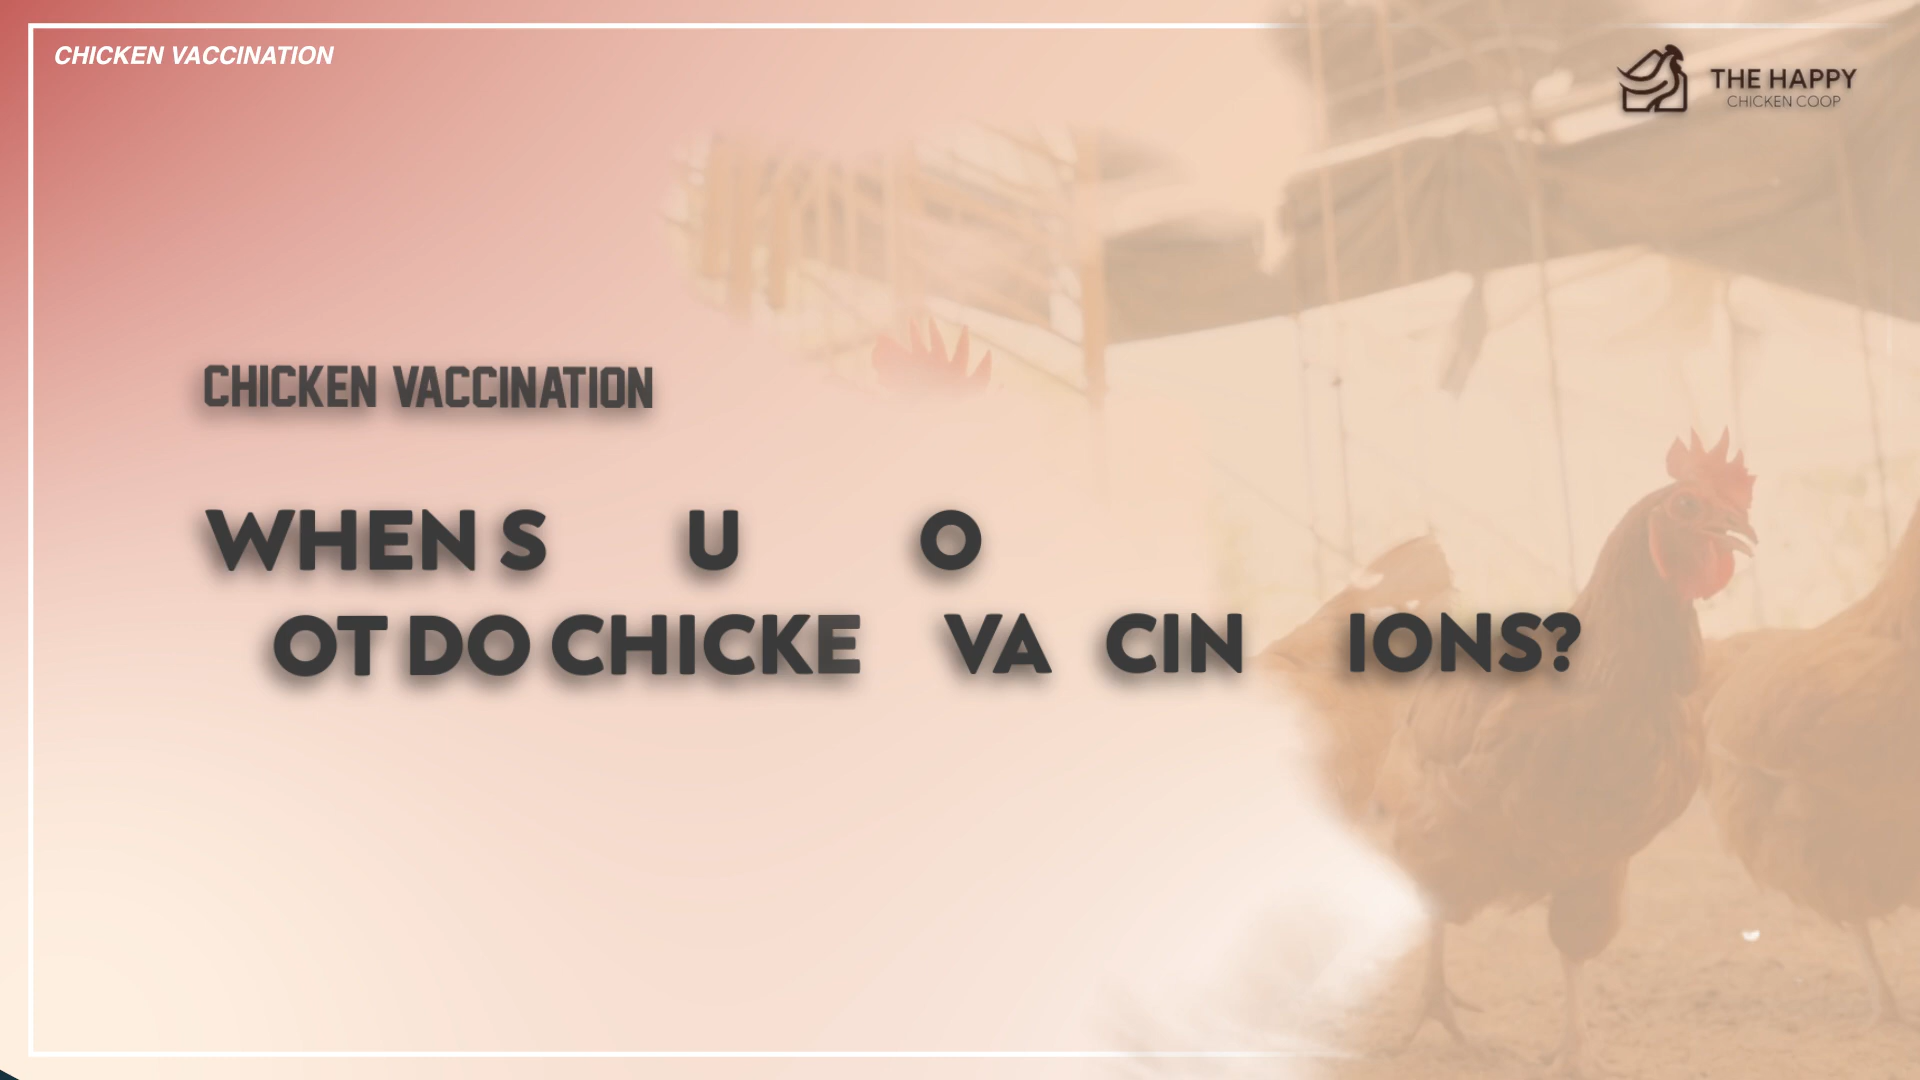 CHICKEN VACCINATION
THE HAPPY
CHICKEN COOP
CHICKEN VACCINATION
WHEN S U O
OT DO CHICKE VA CIN IONS?